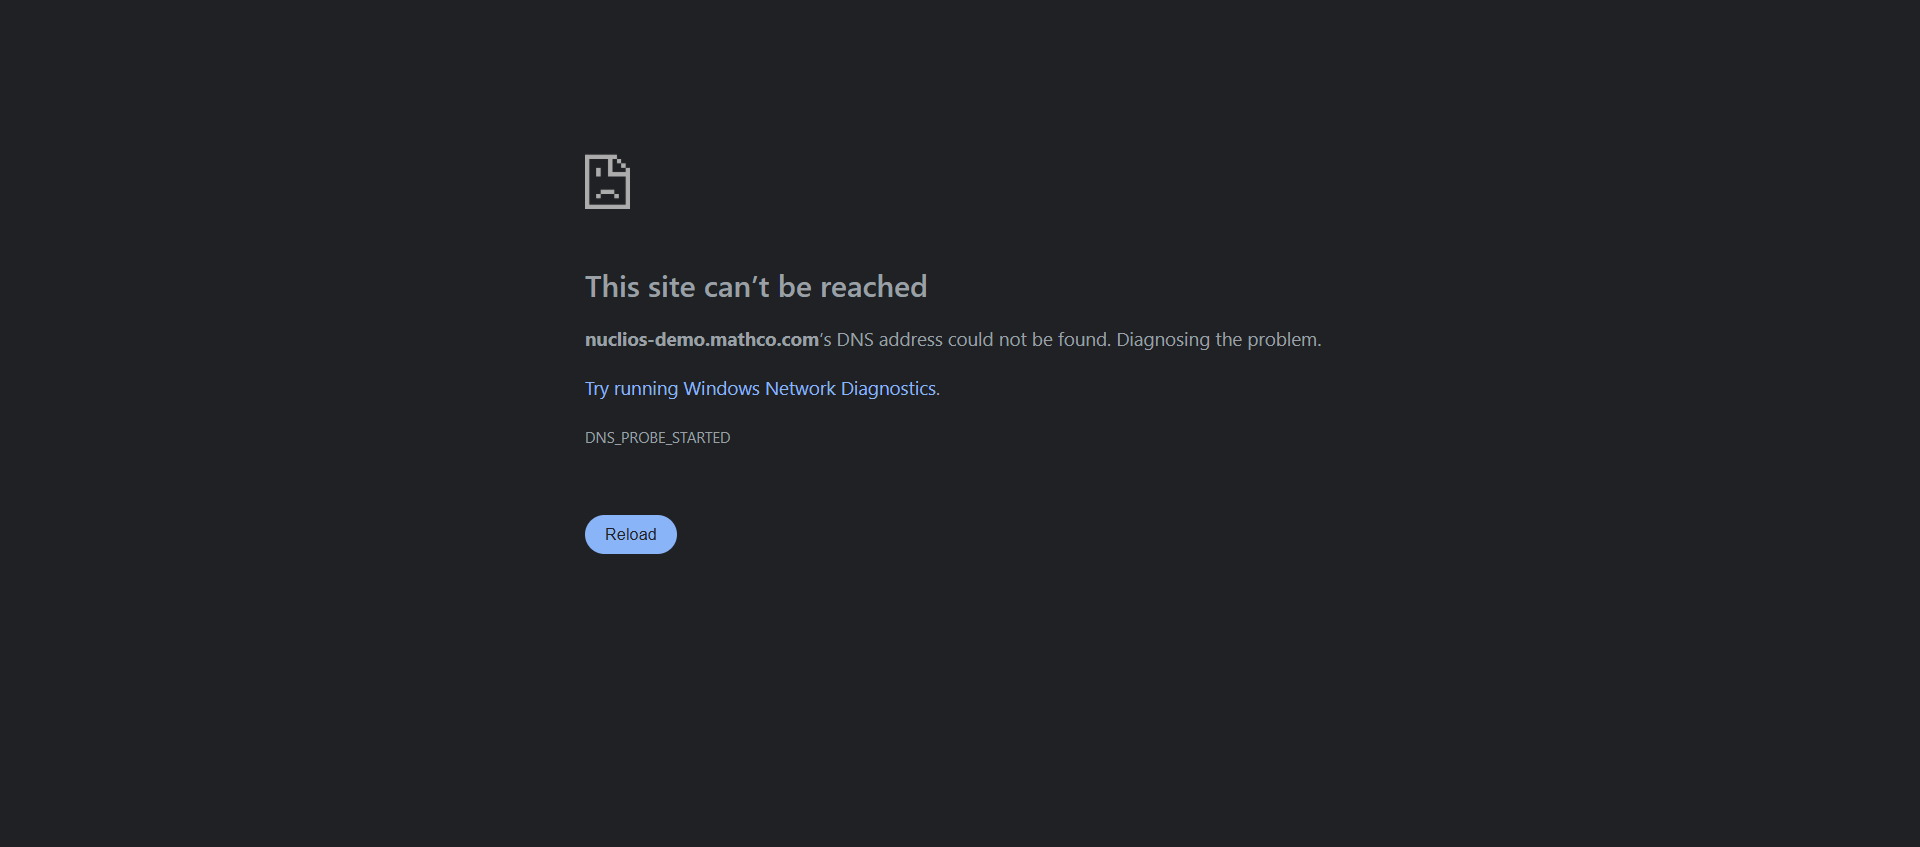 This site can’t be reached
nuclios-demo.mathco.com’s DNS address could not be found. Diagnosing the problem.
Try running Windows Network Diagnostics.
DNS_PROBE_STARTED
Reload